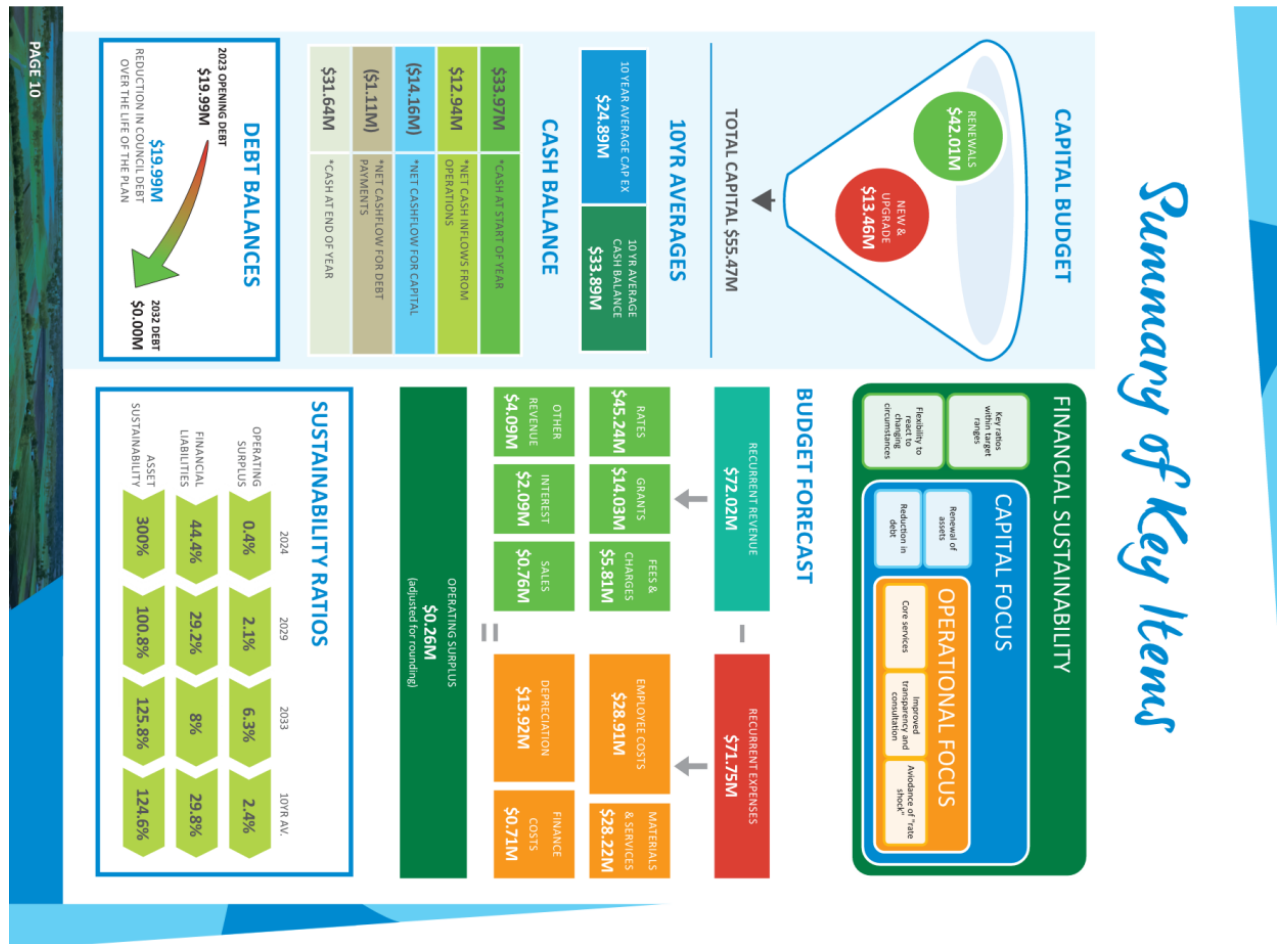 Summary of Key Items
CAPITAL BUDGET
RENEWALS
$42.01M
NEW &
UPGRADE
$13.46M
TOTAL CAPITAL $55.47M
10YR AVERAGES
10 YEAR AVERAGE CAP EX
$24.89M
10 YR AVERAGE
CASH BALANCE
$33.89M
CASH BALANCE
$33.97M
*CASH AT START OF YEAR
$12.94M
*NET CASH INFLOWS FROM
OPERATIONS
($14.16M)
*NET CASHFLOW FOR CAPITAL
($1.11M)
*NET CASHFLOW FOR DEBT
PAYMENTS
$31.64M
*CASH AT END OF YEAR
DEBT BALANCES
2023 OPENING DEBT
$19.99M
$19.99M
REDUCTION IN COUNCIL DEBT
OVER THE LIFE OF THE PLAN
2032 DEBT
$0.00M
FINANCIAL SUSTAINABILITY
Key ratios
within target
ranges
Flexibility to
react to
changing
circumstances
CAPITAL FOCUS
Renewal of
assets
Reduction in
debt
OPERATIONAL FOCUS
Core services
Improved
transparency and
consultation
Aviodance of "rate
shock"
BUDGET FORECAST
RECURRENT REVENUE
$72.02M
–
RECURRENT EXPENSES
$71.75M
RATES
$45.24M
GRANTS
$14.03M
FEES &
CHARGES
$5.81M
OTHER
REVENUE
$4.09M
INTEREST
$2.09M
SALES
$0.76M
EMPLOYEE COSTS
$28.91M
MATERIALS
& SERVICES
$28.22M
DEPRECIATION
$13.92M
FINANCE
COSTS
$0.71M
=
OPERATING SURPLUS
$0.26M
(adjusted for rounding)
SUSTAINABILITY RATIOS
2024 2029 2033 10YR AV.
OPERATING
SURPLUS
0.4% 2.1% 6.3% 2.4%
FINANCIAL
LIABILITIES
44.4% 29.2% 8% 29.8%
ASSET
SUSTAINABILITY
300% 100.8% 125.8% 124.6%
PAGE 10